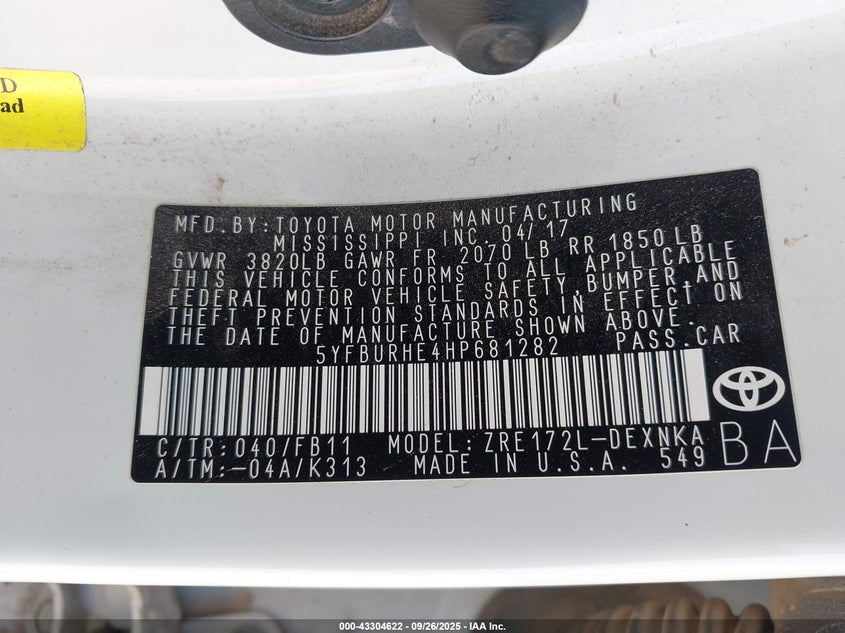 D
ad
MFD.BY:TOYOTA MOTOR MANUFACTURING
MISSISSIPPI INC. 04/17
GVWR 3820LB GAWR FR 2070 LB RR 1850LB
THIS VEHICLE CONFORMS TO ALL APPLICABLE
FEDERAL MOTOR VEHICLE SAFETY,BUMPER,AND
THEFT PREVENTION STANDARDS IN EFFECT ON
THE DATE OF MANUFACTURE SHOWN ABOVE.
5YFBURHE4HP681282 PASS.CAR
C/TR:040/FB11 MODEL:ZRE172L-DEXNKA
A/TM:-04A/K313 MADE IN U.S.A. 549
BA
000-43304622 - 09/26/2025 - IAA Inc.